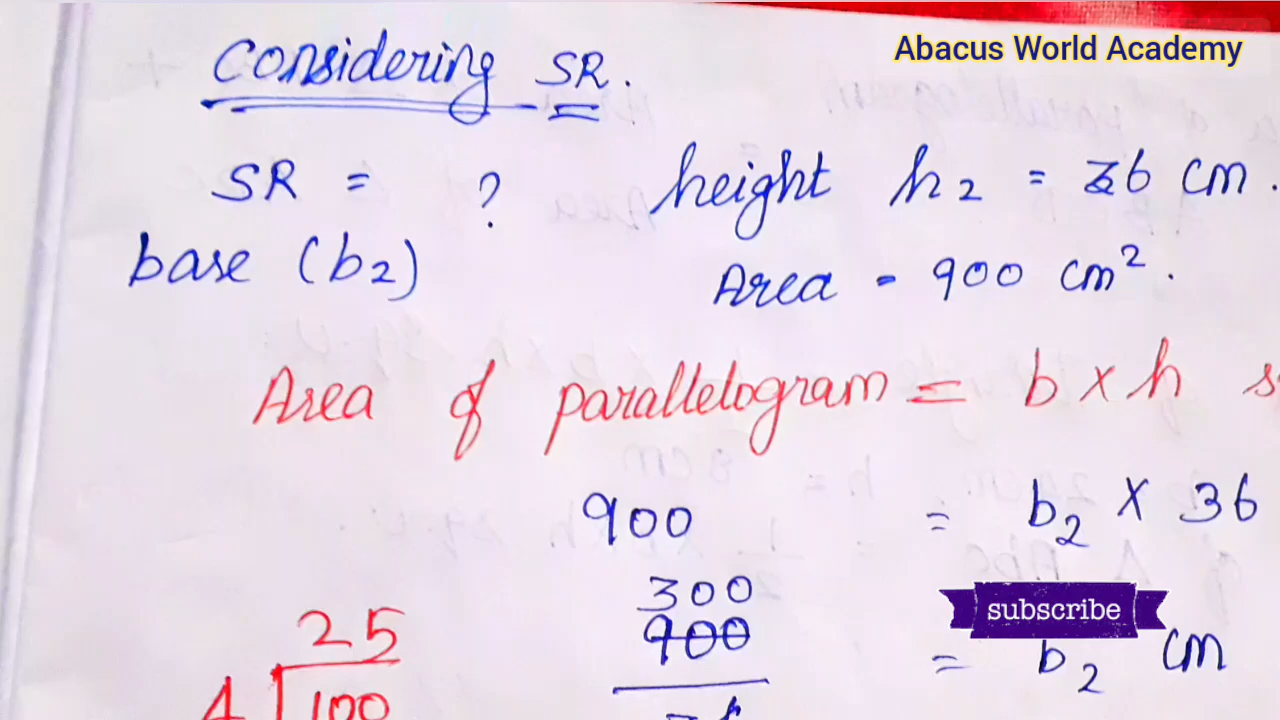 Abacus World Academy
Considering SR.
SR = ? height h2 = 36 cm.
base (b2) Area = 900 cm².
Area of parallelogram = b × h
900 = b2 × 36
300
subscribe
25 900 = b2 cm
4 100